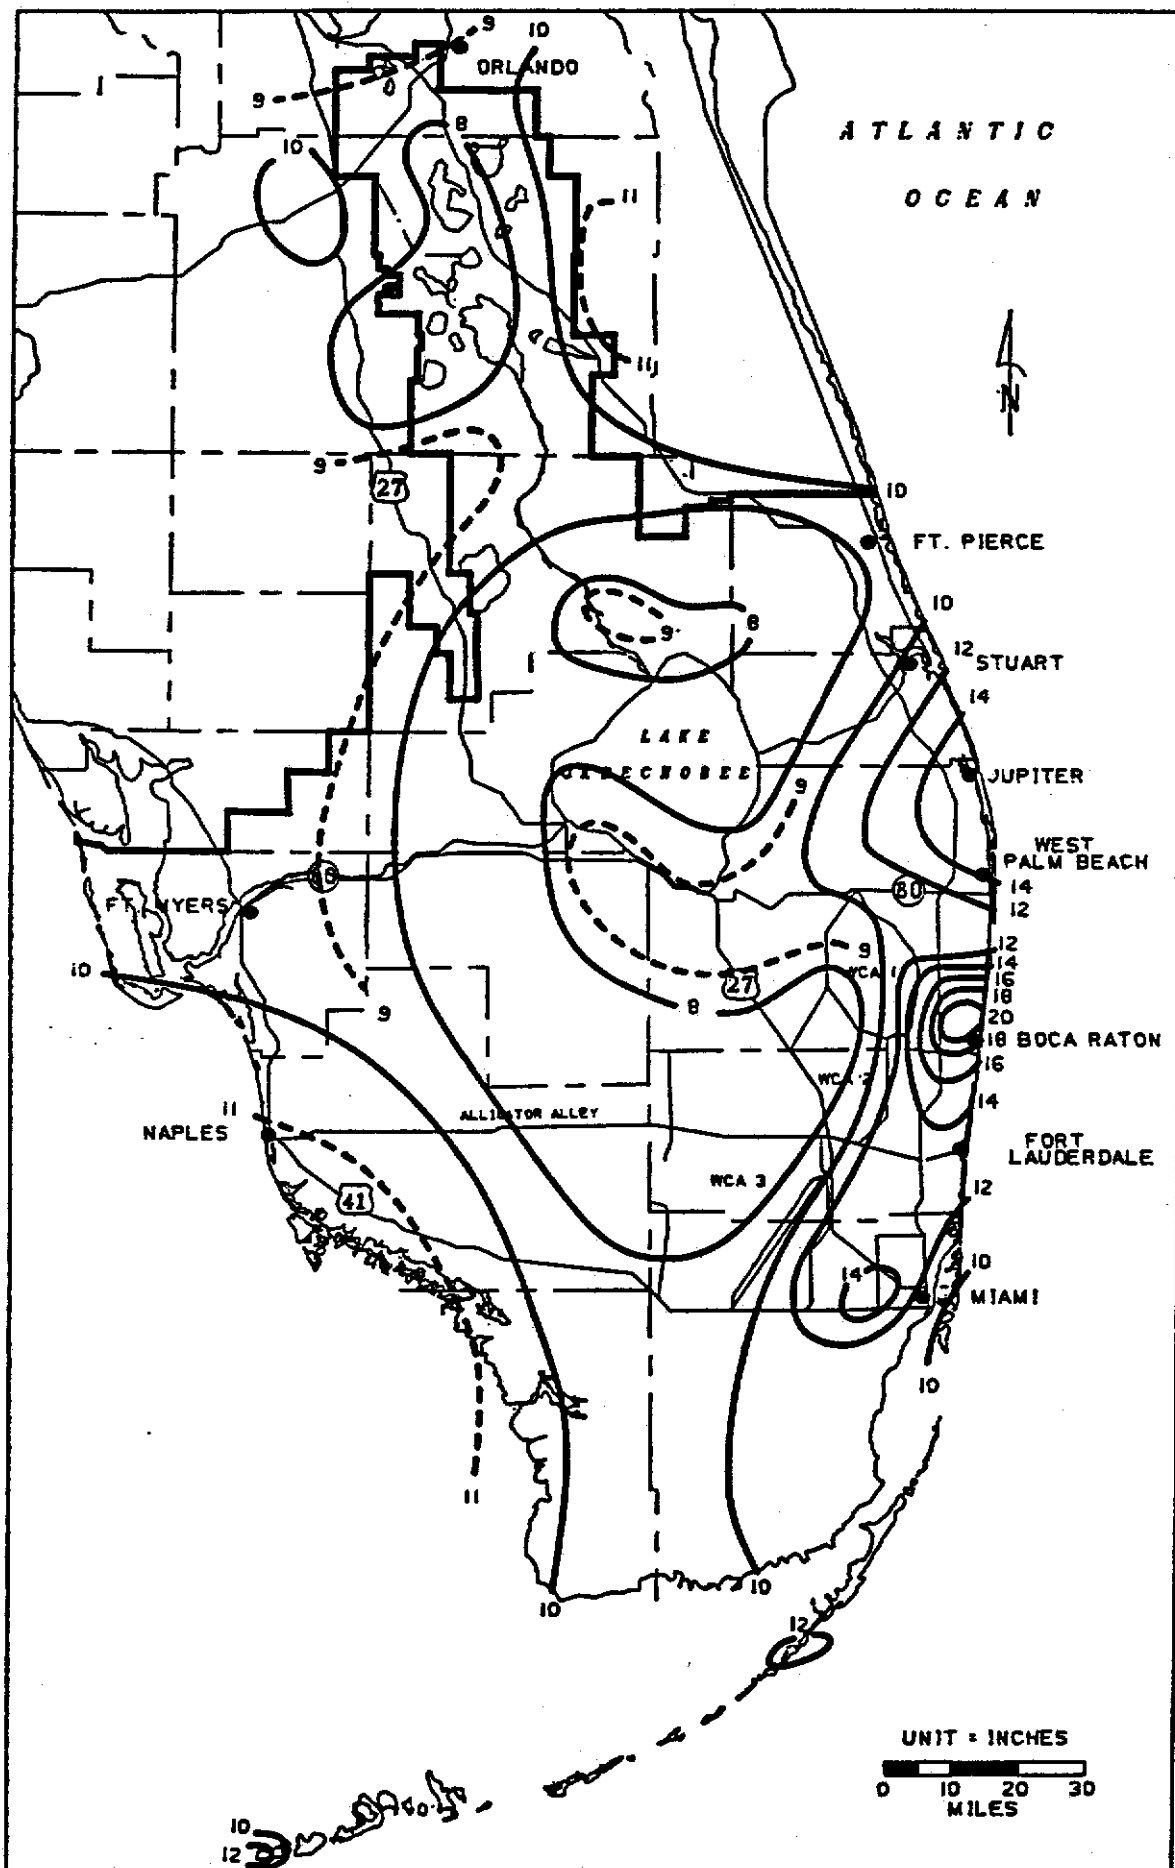 9
10
ORLANDO
9
8
10
ATLANTIC
OCEAN
11
11
N
9
27
10
FT. PIERCE
10
8
9
12
STUART
14
LAKE
JUPITER
9
WEST
PALM BEACH
80
14
12
FT. MYERS
10
9
WCA 1
27
8
9
12
14
16
18
20
18 BOCA RATON
16
WCA 2
14
11
ALLIGATOR ALLEY
NAPLES
FORT
LAUDERDALE
WCA 3
41
12
10
14
MIAMI
10
11
10
10
12
UNIT = INCHES
0 10 20 30
MILES
10
12